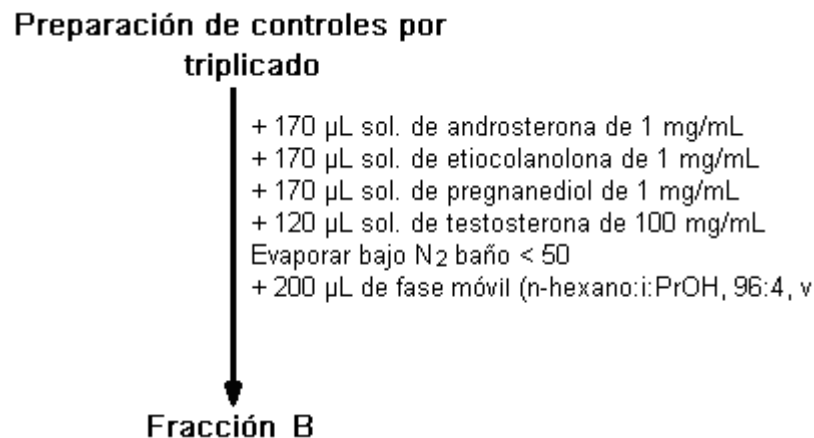 Preparación de controles por
triplicado
+ 170 µL sol. de androsterona de 1 mg/mL
+ 170 µL sol. de etiocolanolona de 1 mg/mL
+ 170 µL sol. de pregnanediol de 1 mg/mL
+ 120 µL sol. de testosterona de 100 mg/mL
Evaporar bajo N2 baño < 50
+ 200 µL de fase móvil (n-hexano:i:PrOH, 96:4, v
Fracción B